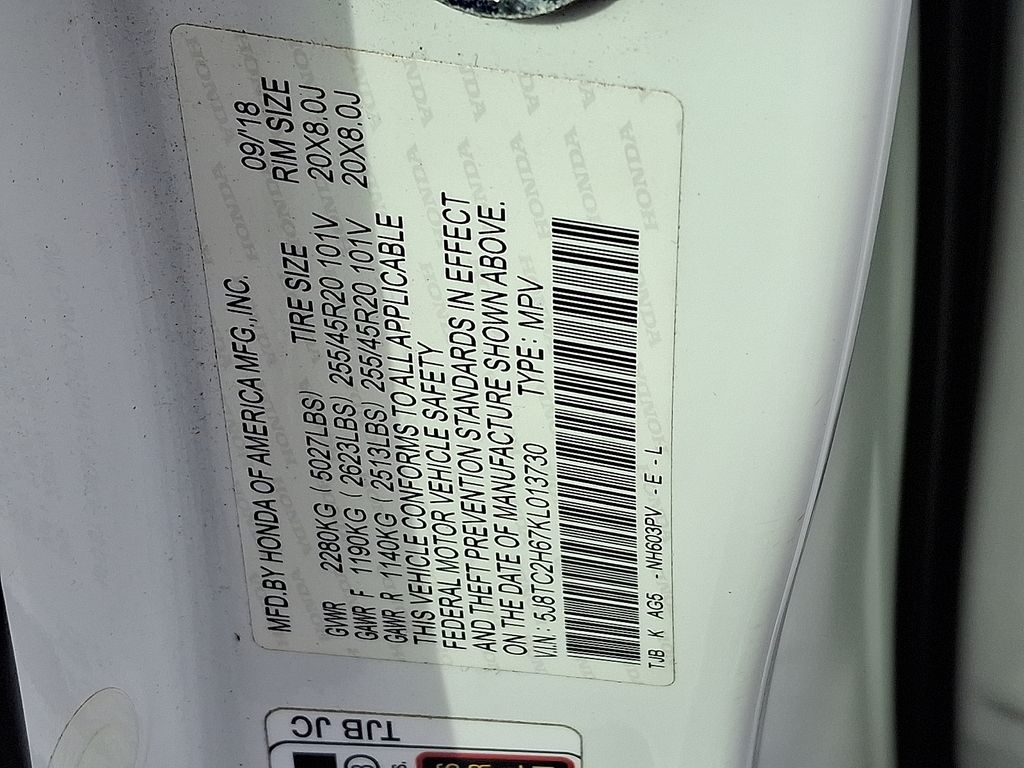 MFD.BY HONDA OF AMERICA MFG.,INC. 09/'18
TIRE SIZE RIM SIZE
GVWR 2280KG ( 5027LBS)
GAWR F 1190KG ( 2623LBS) 255/45R20 101V 20X8.0J
GAWR R 1140KG ( 2513LBS) 255/45R20 101V 20X8.0J
THIS VEHICLE CONFORMS TO ALL APPLICABLE
FEDERAL MOTOR VEHICLE SAFETY
AND THEFT PREVENTION STANDARDS IN EFFECT
ON THE DATE OF MANUFACTURE SHOWN ABOVE.
V.I.N : 5J8TC2H67KL013730 TYPE : MPV
TJB K AG5 - NH603PV - E - L
TJB JC
HONDA